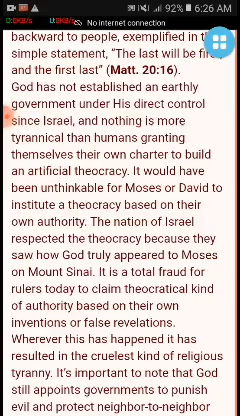 92% 6:26 AM
D:0KB/s U:0KB/s No internet connection
backward to people, exemplified in th
simple statement, "The last will be firs
and the first last" (Matt. 20:16).
God has not established an earthly
government under His direct control
since Israel, and nothing is more
tyrannical than humans granting
themselves their own charter to build
an artificial theocracy. It would have
been unthinkable for Moses or David to
institute a theocracy based on their
own authority. The nation of Israel
respected the theocracy because they
saw how God truly appeared to Moses
on Mount Sinai. It is a total fraud for
rulers today to claim theocratical kind
of authority based on their own
inventions or false revelations.
Wherever this has happened it has
resulted in the cruelest kind of religious
tyranny. It's important to note that God
still appoints governments to punish
evil and protect neighbor-to-neighbor